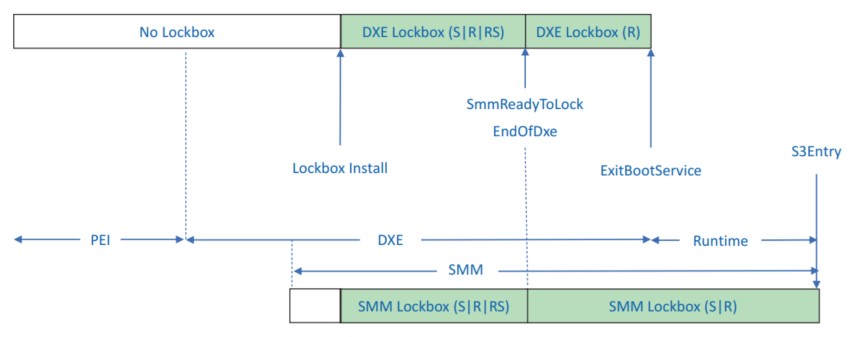 No Lockbox
DXE Lockbox (S|R|RS)
DXE Lockbox (R)
SmmReadyToLock
EndOfDxe
Lockbox Install
ExitBootService
S3Entry
PEI
DXE
Runtime
SMM
SMM Lockbox (S|R|RS)
SMM Lockbox (S|R)